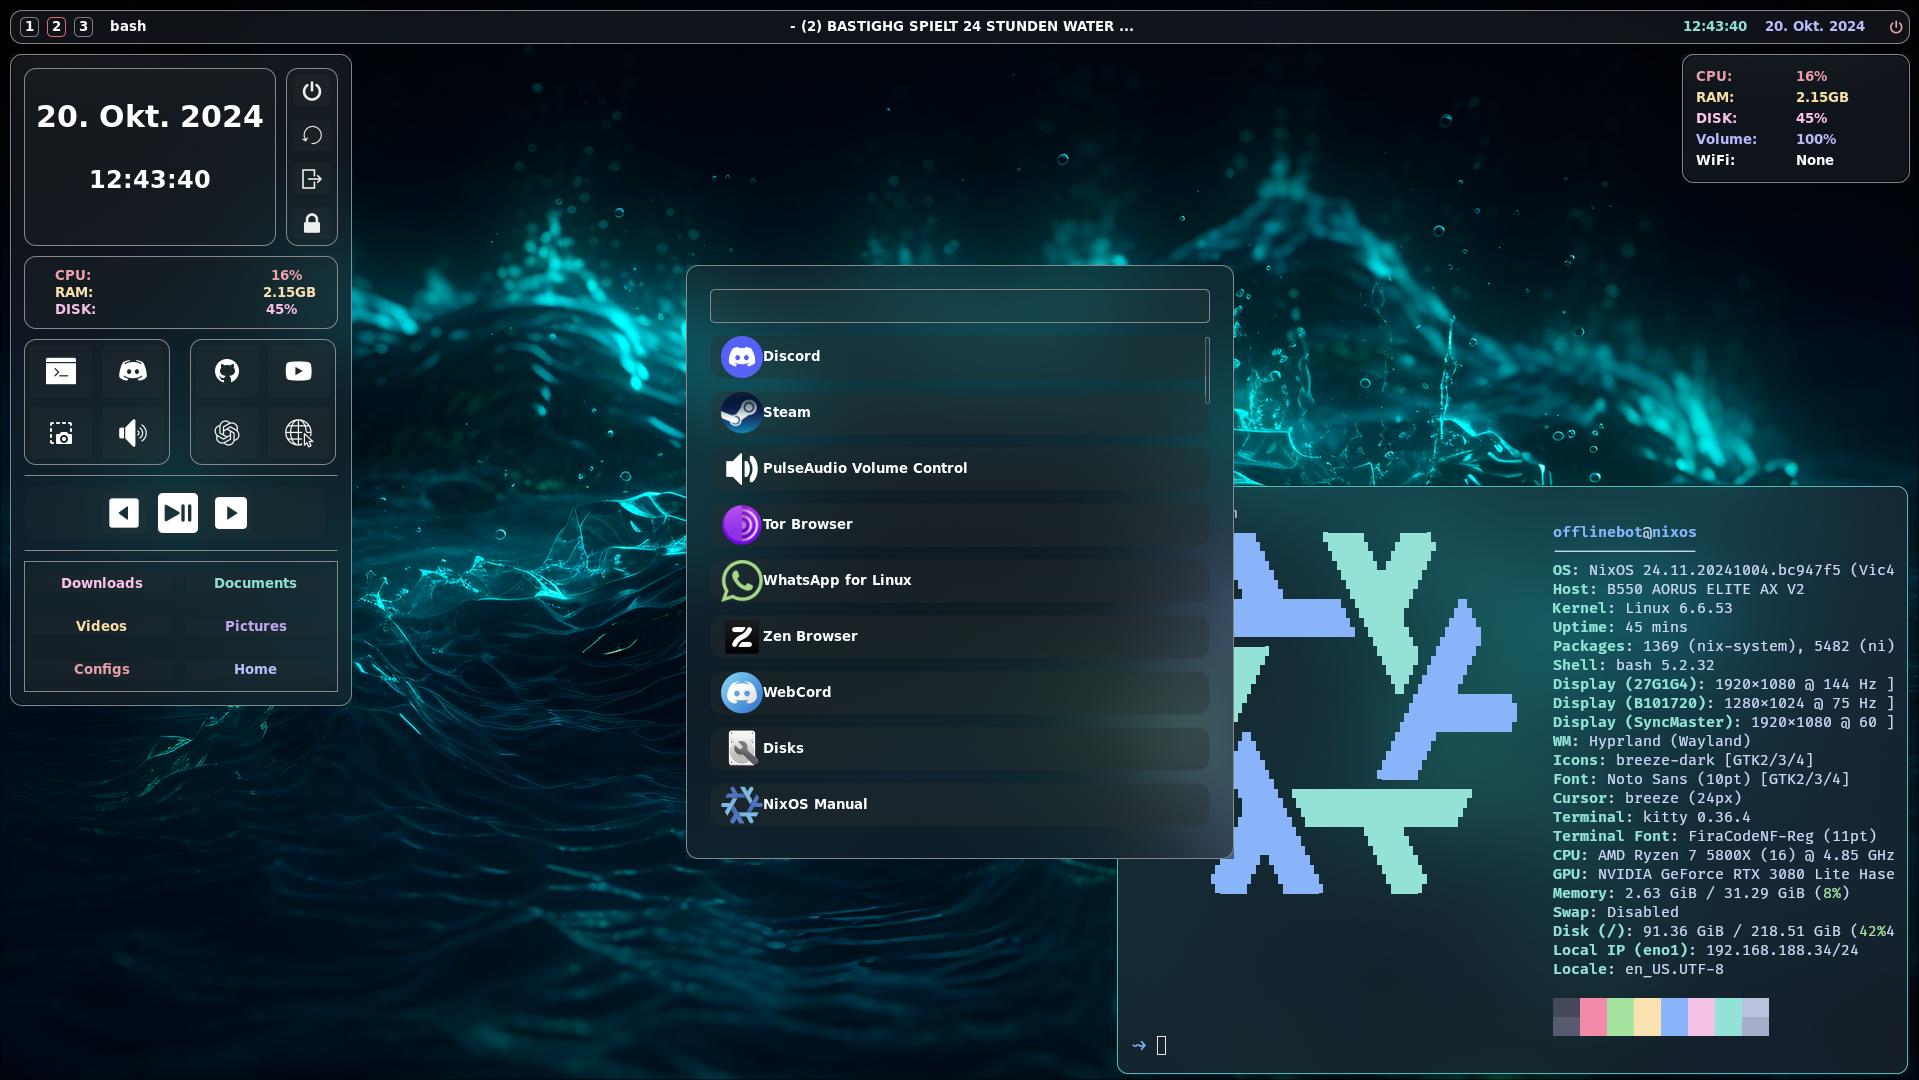 1 2 3 bash
- (2) BASTIGHG SPIELT 24 STUNDEN WATER ...
12:43:40 20. Okt. 2024
20. Okt. 2024
12:43:40
CPU: 16%
RAM: 2.15GB
DISK: 45%
Downloads Documents
Videos Pictures
Configs Home
CPU: 16%
RAM: 2.15GB
DISK: 45%
Volume: 100%
WiFi: None
Discord
Steam
PulseAudio Volume Control
Tor Browser
WhatsApp for Linux
Zen Browser
WebCord
Disks
NixOS Manual
offlinebot@nixos
OS: NixOS 24.11.20241004.bc947f5 (Vic4
Host: B550 AORUS ELITE AX V2
Kernel: Linux 6.6.53
Uptime: 45 mins
Packages: 1369 (nix-system), 5482 (ni)
Shell: bash 5.2.32
Display (27G1G4): 1920×1080 @ 144 Hz ]
Display (B101720): 1280×1024 @ 75 Hz ]
Display (SyncMaster): 1920×1080 @ 60 ]
WM: Hyprland (Wayland)
Icons: breeze-dark [GTK2/3/4]
Font: Noto Sans (10pt) [GTK2/3/4]
Cursor: breeze (24px)
Terminal: kitty 0.36.4
Terminal Font: FiraCodeNF-Reg (11pt)
CPU: AMD Ryzen 7 5800X (16) @ 4.85 GHz
GPU: NVIDIA GeForce RTX 3080 Lite Hase
Memory: 2.63 GiB / 31.29 GiB (8%)
Swap: Disabled
Disk (/): 91.36 GiB / 218.51 GiB (42%4
Local IP (eno1): 192.168.188.34/24
Locale: en_US.UTF-8